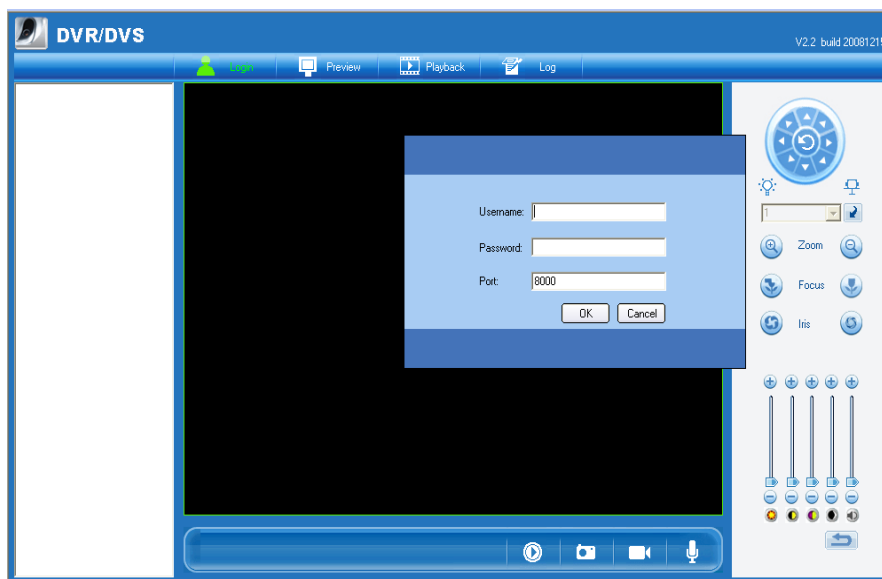 DVR/DVS
V2.2 build 20081215
Login Preview Playback Log
Username:
Password:
Port: 8000
OK Cancel
1
Zoom
Focus
Iris